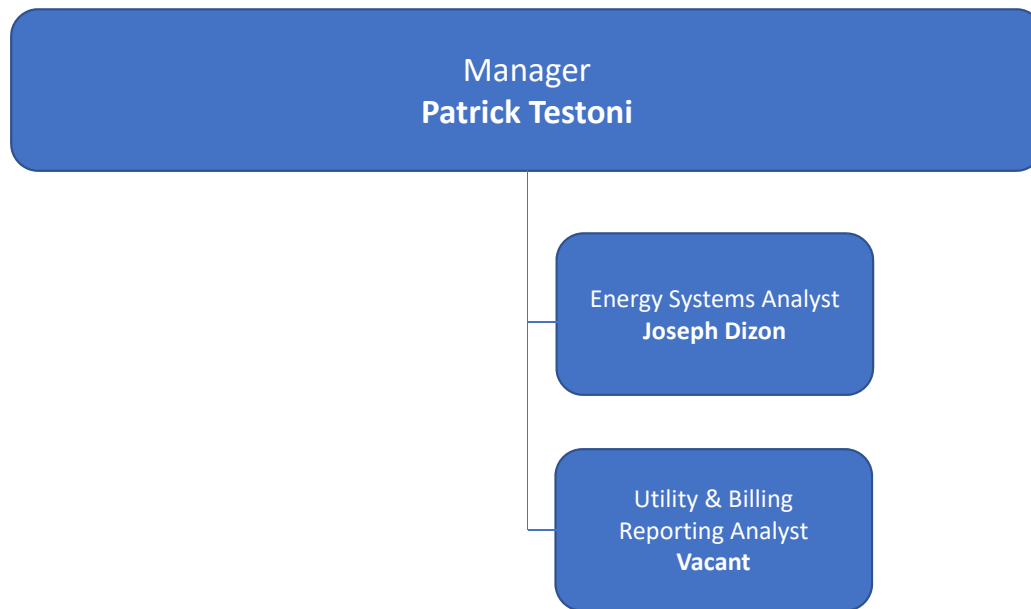 Manager
Patrick Testoni
Energy Systems Analyst
Joseph Dizon
Utility & Billing
Reporting Analyst
Vacant